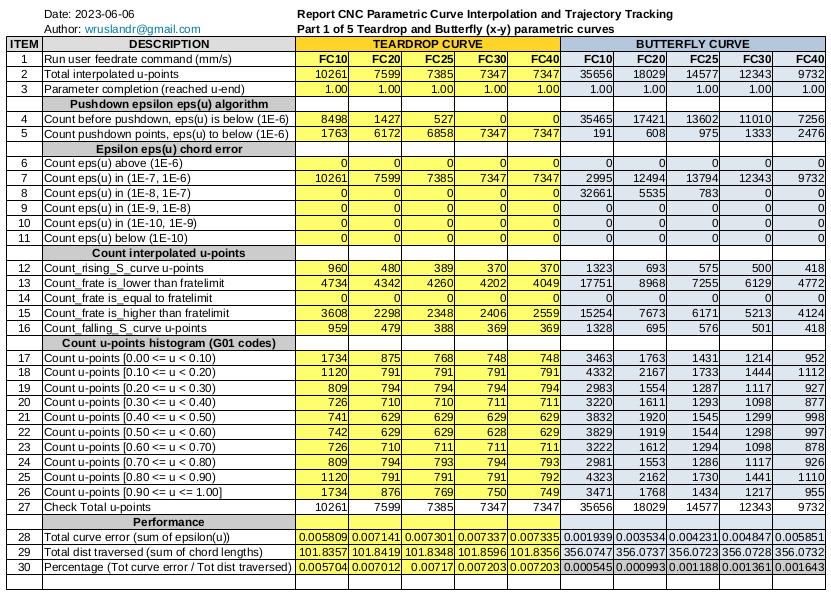 Date: 2023-06-06 Report CNC Parametric Curve Interpolation and Trajectory Tracking
Author: wruslandr@gmail.com Part 1 of 5 Teardrop and Butterfly (x-y) parametric curves
ITEM DESCRIPTION TEARDROP CURVE BUTTERFLY CURVE
1 Run user feedrate command (mm/s) FC10 FC20 FC25 FC30 FC40 FC10 FC20 FC25 FC30 FC40
2 Total interpolated u-points 10261 7599 7385 7347 7347 35656 18029 14577 12343 9732
3 Parameter completion (reached u-end) 1.00 1.00 1.00 1.00 1.00 1.00 1.00 1.00 1.00 1.00
Pushdown epsilon eps(u) algorithm
4 Count before pushdown, eps(u) is below (1E-6) 8498 1427 527 0 0 35465 17421 13602 11010 7256
5 Count pushdown points, eps(u) to below (1E-6) 1763 6172 6858 7347 7347 191 608 975 1333 2476
Epsilon eps(u) chord error
6 Count eps(u) above (1E-6) 0 0 0 0 0 0 0 0 0 0
7 Count eps(u) in (1E-7, 1E-6) 10261 7599 7385 7347 7347 2995 12494 13794 12343 9732
8 Count eps(u) in (1E-8, 1E-7) 0 0 0 0 0 32661 5535 783 0 0
9 Count eps(u) in (1E-9, 1E-8) 0 0 0 0 0 0 0 0 0 0
10 Count eps(u) in (1E-10, 1E-9) 0 0 0 0 0 0 0 0 0 0
11 Count eps(u) below (1E-10) 0 0 0 0 0 0 0 0 0 0
Count interpolated u-points
12 Count_rising_S_curve u-points 960 480 389 370 370 1323 693 575 500 418
13 Count_frate is_lower than fratelimit 4734 4342 4260 4202 4049 17751 8968 7255 6129 4772
14 Count_frate is_equal to fratelimit 0 0 0 0 0 0 0 0 0 0
15 Count_frate is_higher than fratelimit 3608 2298 2348 2406 2559 15254 7673 6171 5213 4124
16 Count_falling_S_curve u-points 959 479 388 369 369 1328 695 576 501 418
Count u-points histogram (G01 codes)
17 Count u-points [0.00 <= u < 0.10) 1734 875 768 748 748 3463 1763 1431 1214 952
18 Count u-points [0.10 <= u < 0.20) 1120 791 791 791 791 4332 2167 1733 1444 1112
19 Count u-points [0.20 <= u < 0.30) 809 794 794 794 794 2983 1554 1287 1117 927
20 Count u-points [0.30 <= u < 0.40) 726 710 710 711 711 3220 1611 1293 1098 877
21 Count u-points [0.40 <= u < 0.50) 741 629 629 629 629 3832 1920 1545 1299 998
22 Count u-points [0.50 <= u < 0.60) 742 629 629 628 629 3829 1919 1544 1298 997
23 Count u-points [0.60 <= u < 0.70) 726 710 711 711 711 3222 1612 1294 1098 878
24 Count u-points [0.70 <= u < 0.80) 809 794 793 794 793 2981 1553 1286 1117 926
25 Count u-points [0.80 <= u < 0.90) 1120 791 791 791 792 4323 2162 1730 1441 1110
26 Count u-points [0.90 <= u <= 1.00] 1734 876 769 750 749 3471 1768 1434 1217 955
27 Check Total u-points 10261 7599 7385 7347 7347 35656 18029 14577 12343 9732
Performance
28 Total curve error (sum of epsilon(u)) 0.005809 0.007141 0.007301 0.007337 0.007335 0.001939 0.003534 0.004231 0.004847 0.005851
29 Total dist traversed (sum of chord lengths) 101.8357 101.8419 101.8348 101.8596 101.8356 356.0747 356.0737 356.0723 356.0728 356.0732
30 Percentage (Tot curve error / Tot dist traversed) 0.005704 0.007012 0.00717 0.007203 0.007203 0.000545 0.000993 0.001188 0.001361 0.001643